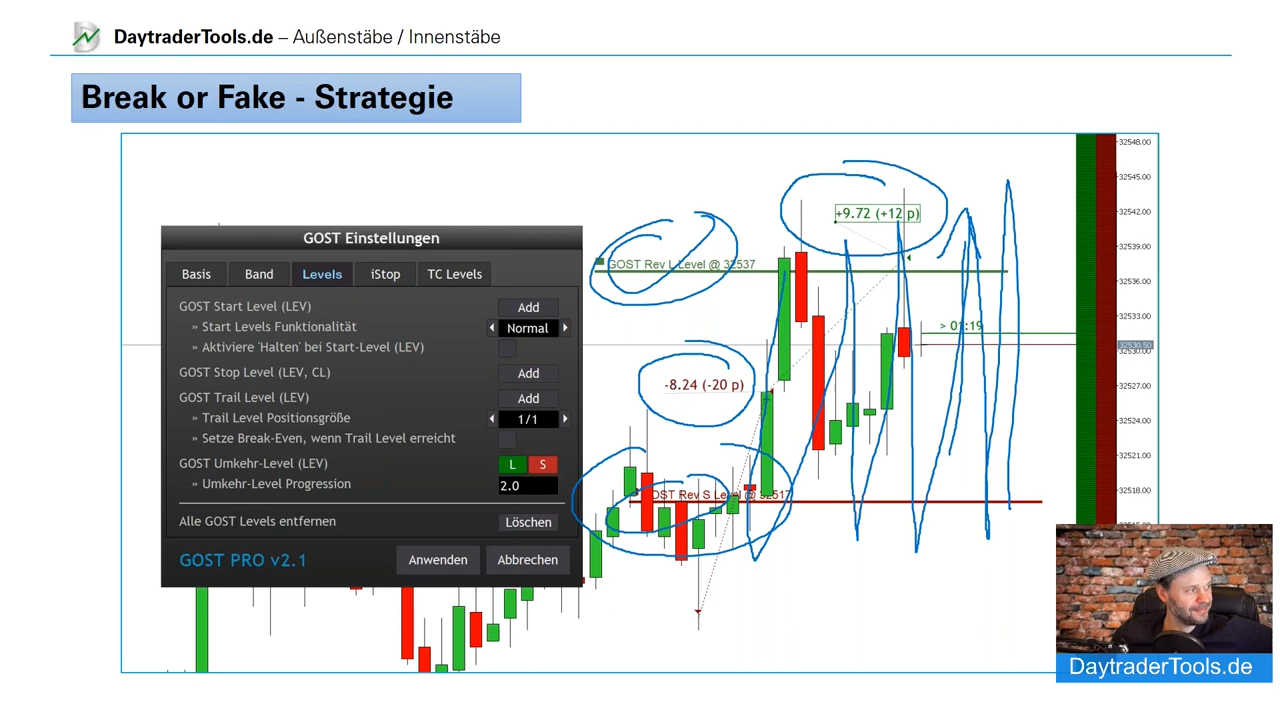 DaytraderTools.de – Außenstäbe / Innenstäbe
Break or Fake - Strategie
GOST Einstellungen
Basis Band Levels iStop TC Levels
GOST Start Level (LEV) Add
» Start Levels Funktionalität Normal
» Aktiviere 'Halten' bei Start-Level (LEV)
GOST Stop Level (LEV, CL) Add
GOST Trail Level (LEV) Add
» Trail Level Positionsgröße 1/1
» Setze Break-Even, wenn Trail Level erreicht
GOST Umkehr-Level (LEV) L S
» Umkehr-Level Progression 2.0
Alle GOST Levels entfernen Löschen
GOST PRO v2.1 Anwenden Abbrechen
+9.72 (+12 p)
GOST Rev L Level @ 32537
> 01:19
-8.24 (-20 p)
GOST Rev S Level @ 32517
32548.00
32545.00
32542.00
32539.00
32536.00
32533.00
32530.50
32530.00
32527.00
32524.00
32521.00
32518.00
DaytraderTools.de